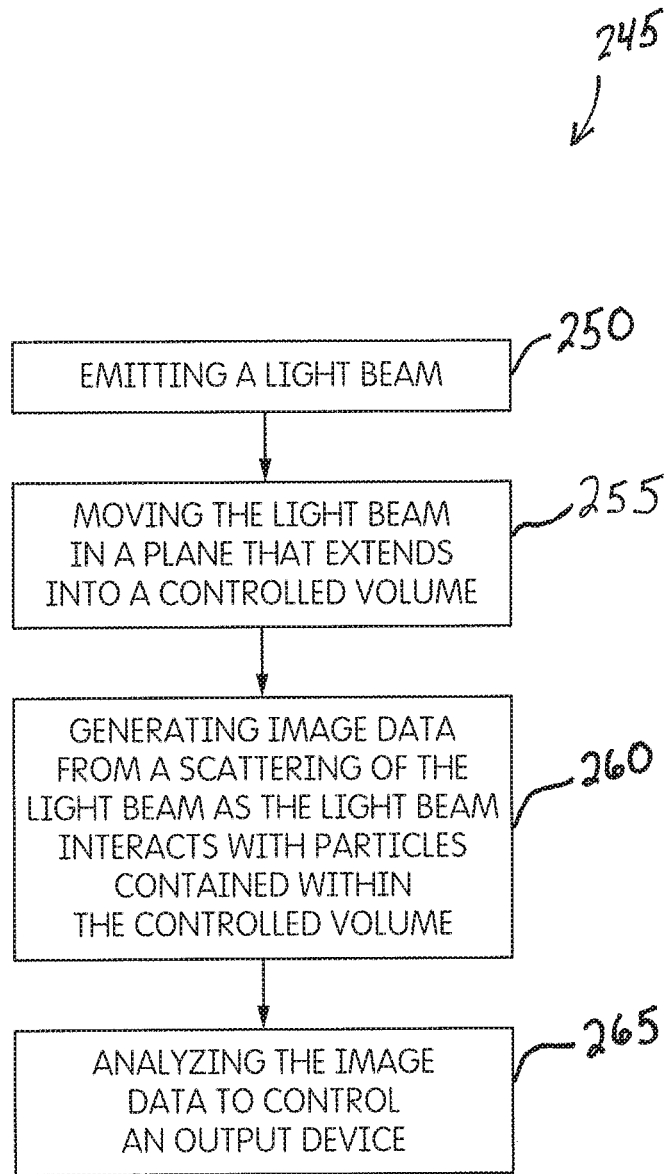 245
250
EMITTING A LIGHT BEAM
255
MOVING THE LIGHT BEAM
IN A PLANE THAT EXTENDS
INTO A CONTROLLED VOLUME
260
GENERATING IMAGE DATA
FROM A SCATTERING OF THE
LIGHT BEAM AS THE LIGHT BEAM
INTERACTS WITH PARTICLES
CONTAINED WITHIN
THE CONTROLLED VOLUME
265
ANALYZING THE IMAGE
DATA TO CONTROL
AN OUTPUT DEVICE